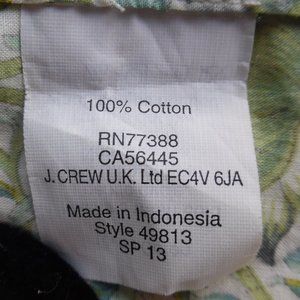 100% Cotton
RN77388
CA56445
J. CREW U.K. Ltd EC4V 6JA
Made in Indonesia
Style 49813
SP 13